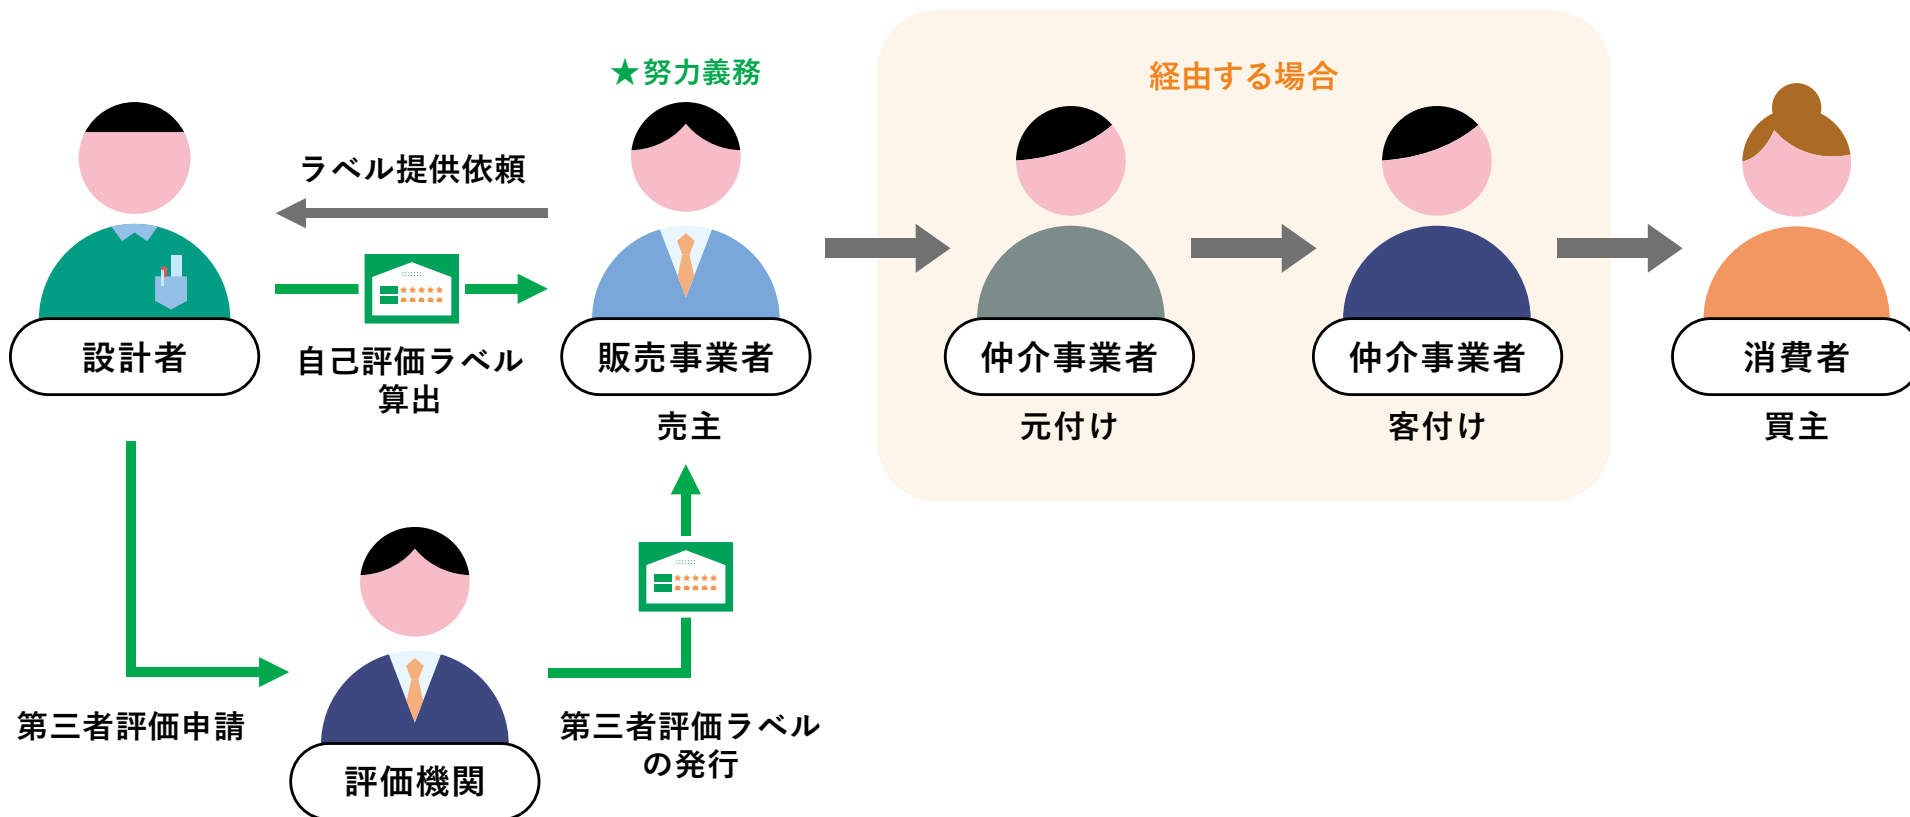 ★努力義務
経由する場合
ラベル提供依頼
設計者
自己評価ラベル
算出
販売事業者
売主
仲介事業者
元付け
仲介事業者
客付け
消費者
買主
第三者評価申請
評価機関
第三者評価ラベル
の発行